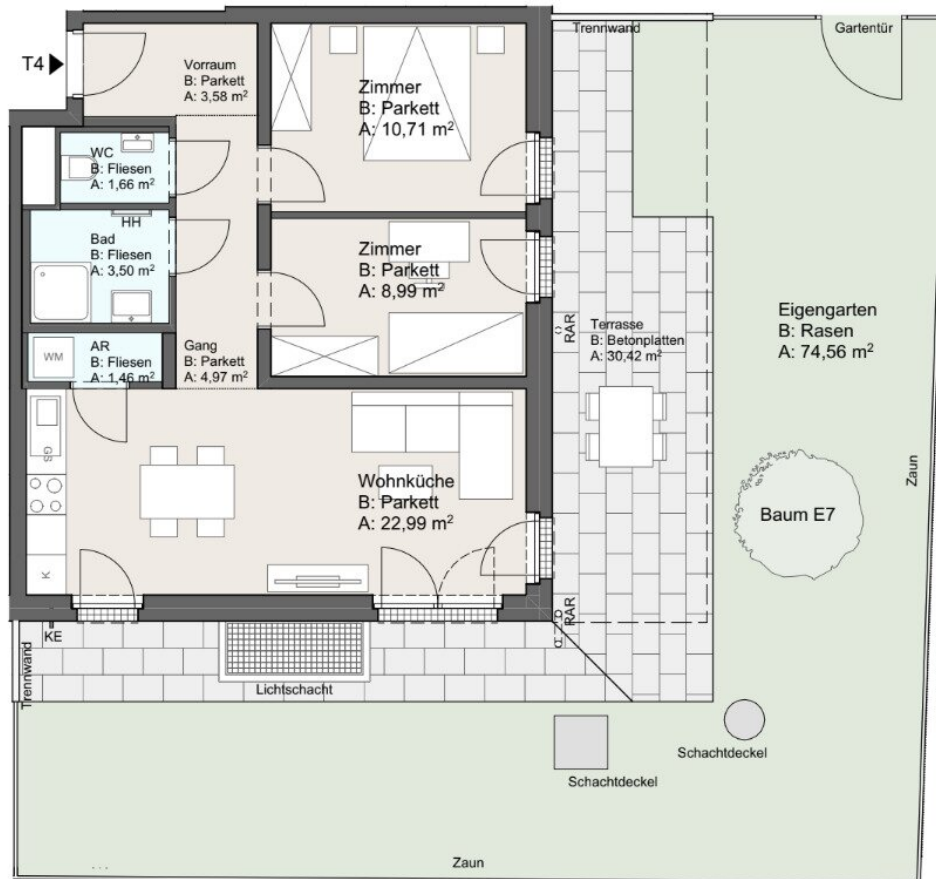 Trennwand
Gartentür
T4
Vorraum
B: Parkett
A: 3,58 m²
Zimmer
B: Parkett
A: 10,71 m²
WC
B: Fliesen
A: 1,66 m²
HH
Bad
B: Fliesen
A: 3,50 m²
Zimmer
B: Parkett
A: 8,99 m²
RAR
Terrasse
B: Betonplatten
A: 30,42 m²
Eigengarten
B: Rasen
A: 74,56 m²
WM
AR
B: Fliesen
A: 1,46 m²
Gang
B: Parkett
A: 4,97 m²
GS
Wohnküche
B: Parkett
A: 22,99 m²
Zaun
Baum E7
K
KE
RAR
Trennwand
Lichtschacht
Schachtdeckel
Schachtdeckel
Zaun